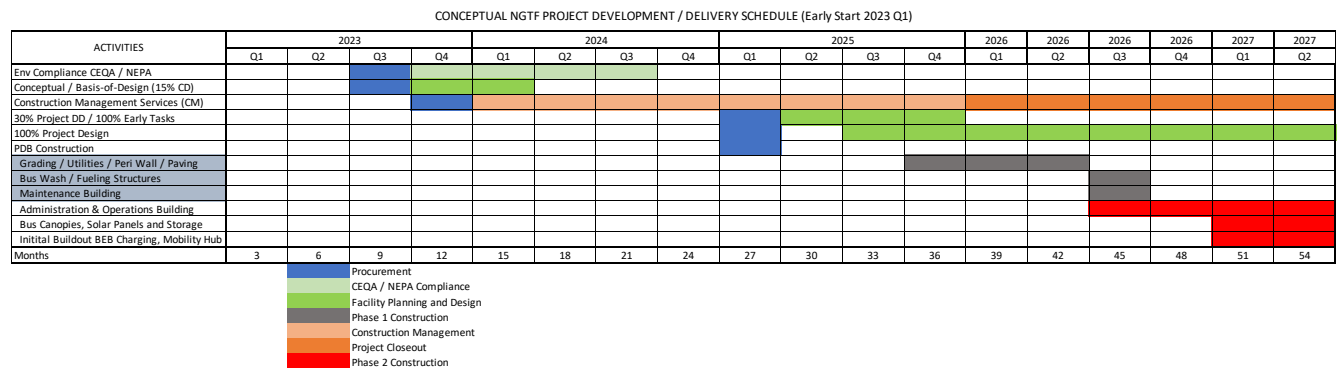 CONCEPTUAL NGTF PROJECT DEVELOPMENT / DELIVERY SCHEDULE (Early Start 2023 Q1)
ACTIVITIES 2023 2024 2025 2026 2026 2026 2026 2027 2027
Q1 Q2 Q3 Q4 Q1 Q2 Q3 Q4 Q1 Q2 Q3 Q4 Q1 Q2 Q3 Q4 Q1 Q2
Env Compliance CEQA / NEPA
Conceptual / Basis-of-Design (15% CD)
Construction Management Services (CM)
30% Project DD / 100% Early Tasks
100% Project Design
PDB Construction
Grading / Utilities / Peri Wall / Paving
Bus Wash / Fueling Structures
Maintenance Building
Administration & Operations Building
Bus Canopies, Solar Panels and Storage
Initital Buildout BEB Charging, Mobility Hub
Months 3 6 9 12 15 18 21 24 27 30 33 36 39 42 45 48 51 54
Procurement
CEQA / NEPA Compliance
Facility Planning and Design
Phase 1 Construction
Construction Management
Project Closeout
Phase 2 Construction